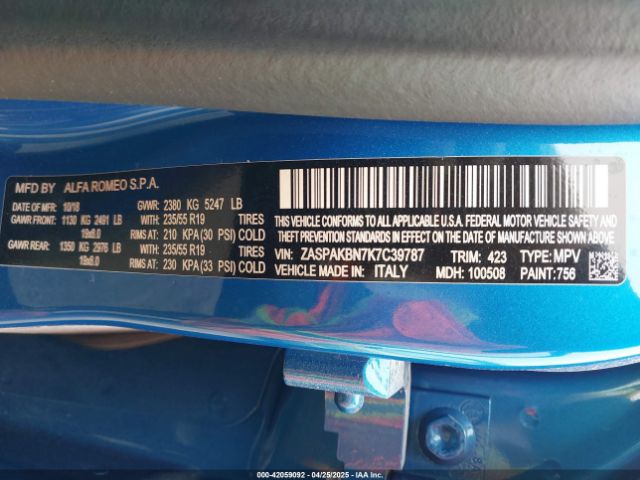 MFD BY ALFA ROMEO S.P.A.
DATE OF MFR: 10/18 GVWR: 2380 KG 5247 LB
GAWR FRONT: 1130 KG 2491 LB WITH: 235/55 R19 TIRES
19x8.0 RIMS AT: 210 KPA (30 PSI) COLD
GAWR REAR: 1350 KG 2976 LB WITH: 235/55 R19 TIRES
19x8.0 RIMS AT: 230 KPA (33 PSI) COLD
THIS VEHICLE CONFORMS TO ALL APPLICABLE U.S.A. FEDERAL MOTOR VEHICLE SAFETY AND
THEFT PREVENTION STANDARDS IN EFFECT ON THE DATE OF MANUFACTURE SHOWN ABOVE.
VIN: ZASPAKBN7K7C39787 TRIM: 423 TYPE: MPV
VEHICLE MADE IN: ITALY MDH: 100508 PAINT: 756
000-42059092 - 04/25/2025 - IAA Inc.